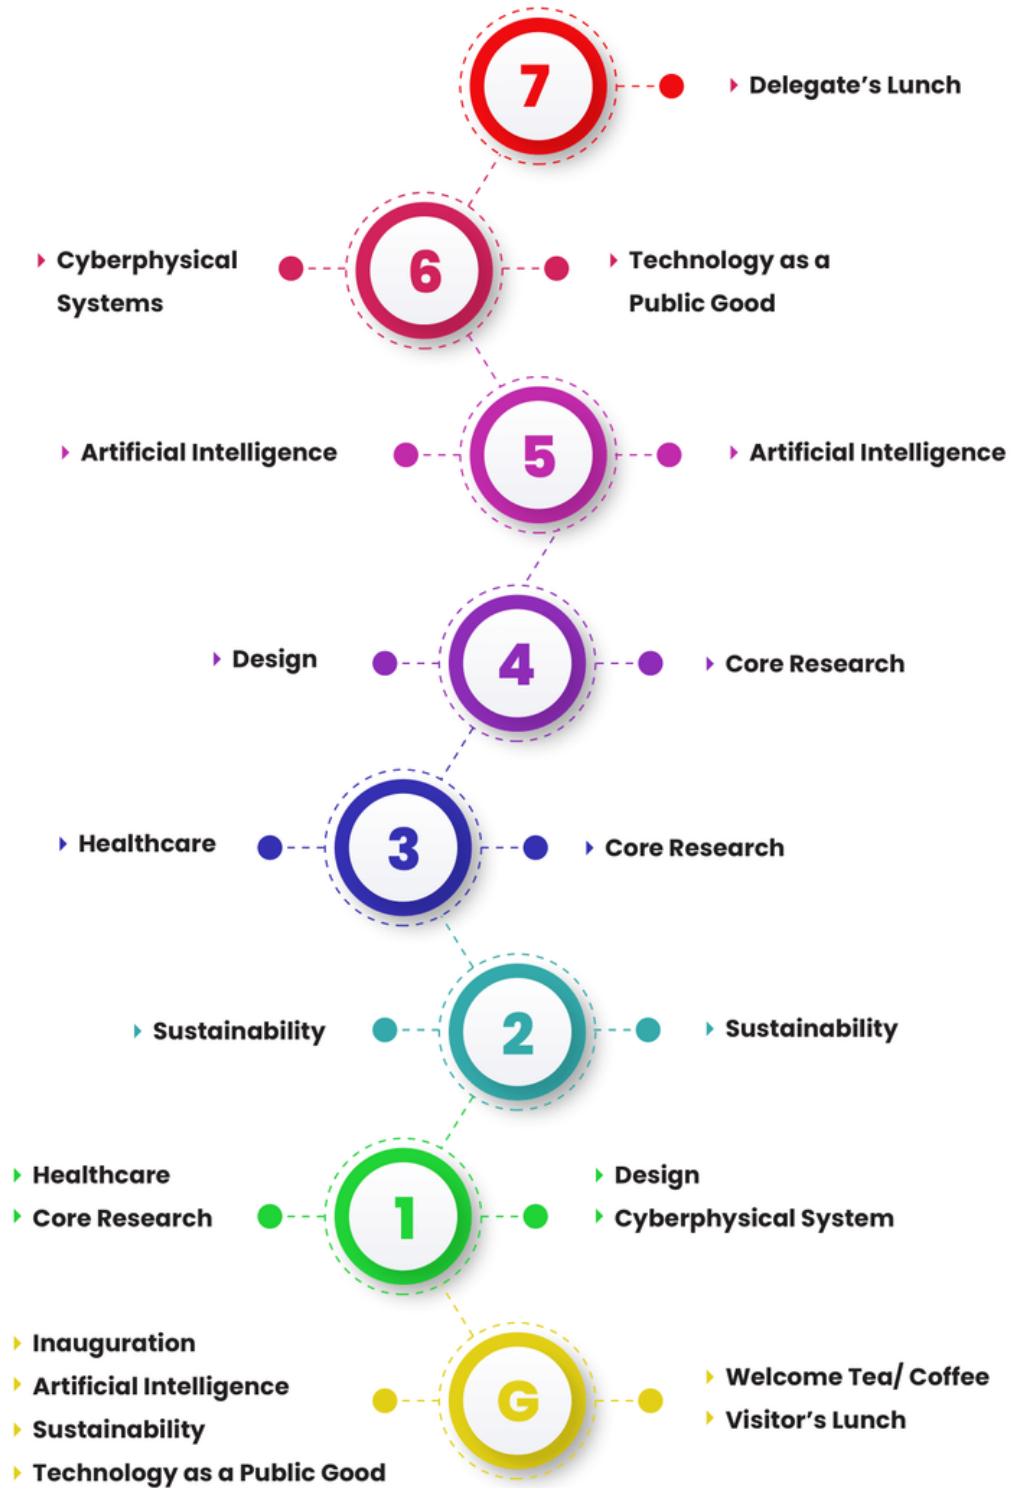 7
Delegate's Lunch
Cyberphysical
Systems
6
Technology as a
Public Good
Artificial Intelligence
5
Artificial Intelligence
Design
4
Core Research
Healthcare
3
Core Research
Sustainability
2
Sustainability
Healthcare
Core Research
1
Design
Cyberphysical System
Inauguration
Artificial Intelligence
Sustainability
Technology as a Public Good
G
Welcome Tea/ Coffee
Visitor's Lunch